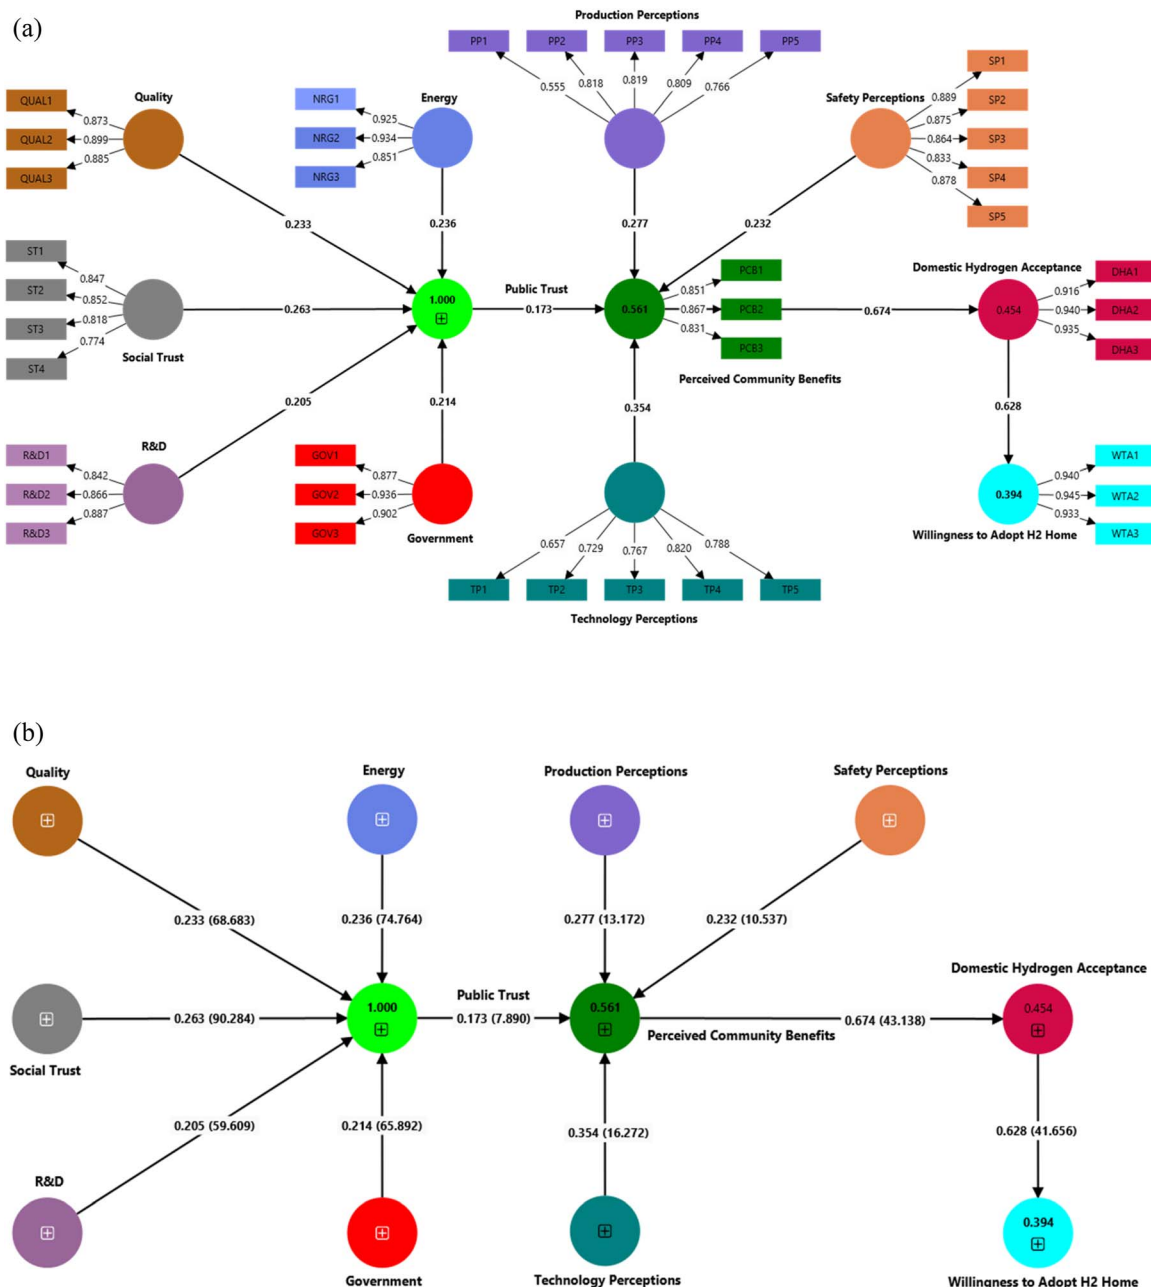 (a)
Production Perceptions
PP1 PP2 PP3 PP4 PP5
0.555 0.818 0.819 0.809 0.766
Quality
QUAL1
QUAL2
QUAL3
0.873
0.899
0.885
Energy
NRG1
NRG2
NRG3
0.925
0.934
0.851
Safety Perceptions
SP1
SP2
SP3
SP4
SP5
0.889
0.875
0.864
0.833
0.878
0.233
0.236
0.277
0.232
ST1
ST2
ST3
ST4
0.847
0.852
0.818
0.774
Social Trust
0.263
1.000
Public Trust
0.173
0.561
PCB1
PCB2
PCB3
0.851
0.867
0.831
Perceived Community Benefits
0.674
Domestic Hydrogen Acceptance
0.454
DHA1
DHA2
DHA3
0.916
0.940
0.935
0.205
0.214
0.354
0.628
R&D
R&D1
R&D2
R&D3
0.842
0.866
0.887
GOV1
GOV2
GOV3
0.877
0.936
0.902
Government
0.394
WTA1
WTA2
WTA3
0.940
0.945
0.933
Willingness to Adopt H2 Home
0.657 0.729 0.767 0.820 0.788
TP1 TP2 TP3 TP4 TP5
Technology Perceptions
(b)
Quality
Energy
Production Perceptions
Safety Perceptions
0.233 (68.683)
0.236 (74.764)
0.277 (13.172)
0.232 (10.537)
Domestic Hydrogen Acceptance
Social Trust
0.263 (90.284)
1.000
Public Trust
0.173 (7.890)
0.561
Perceived Community Benefits
0.674 (43.138)
0.454
0.205 (59.609)
0.214 (65.892)
0.354 (16.272)
0.628 (41.656)
R&D
Government
Technology Perceptions
0.394
Willingness to Adopt H2 Home